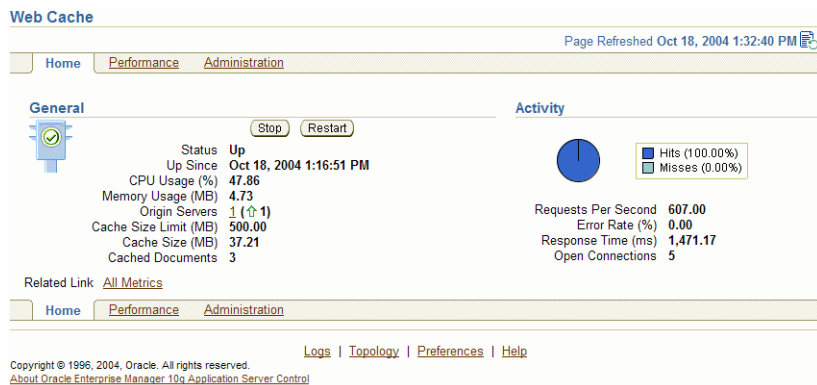 Web Cache
Page Refreshed Oct 18, 2004 1:32:40 PM
Home Performance Administration
General
Stop Restart
Status Up
Up Since Oct 18, 2004 1:16:51 PM
CPU Usage (%) 47.86
Memory Usage (MB) 4.73
Origin Servers 1 (⇧ 1)
Cache Size Limit (MB) 500.00
Cache Size (MB) 37.21
Cached Documents 3
Activity
Hits (100.00%)
Misses (0.00%)
Requests Per Second 607.00
Error Rate (%) 0.00
Response Time (ms) 1,471.17
Open Connections 5
Related Link All Metrics
Home Performance Administration
Logs | Topology | Preferences | Help
Copyright © 1996, 2004, Oracle. All rights reserved.
About Oracle Enterprise Manager 10g Application Server Control